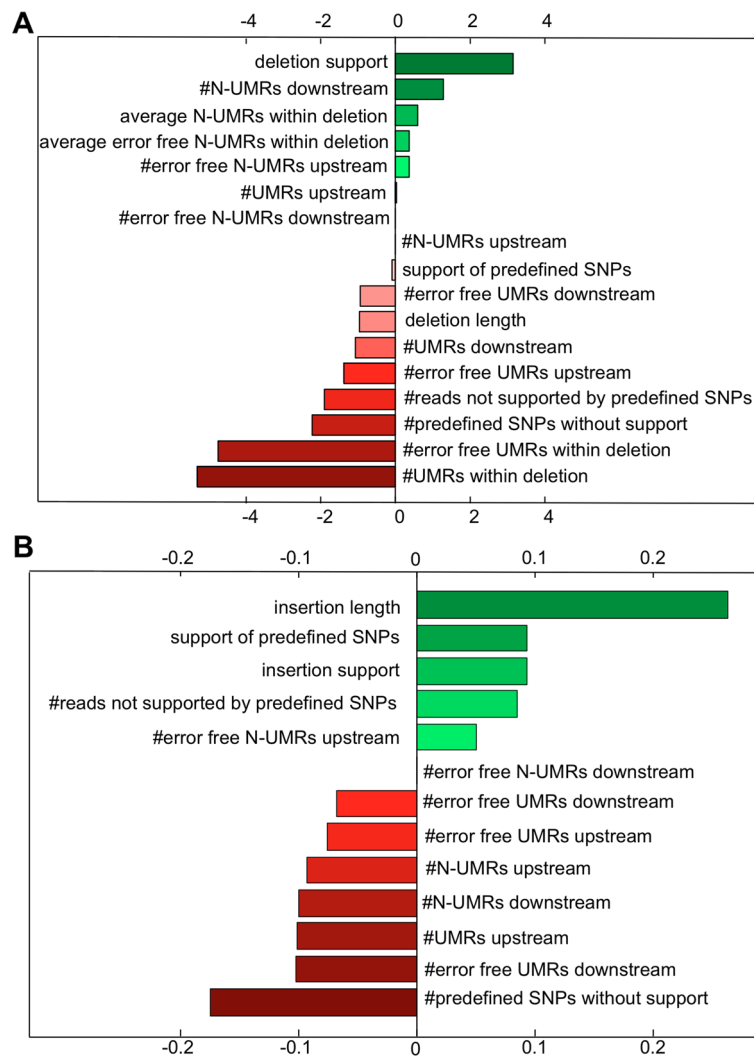 A
-4 -2 0 2 4
deletion support
#N-UMRs downstream
average N-UMRs within deletion
average error free N-UMRs within deletion
#error free N-UMRs upstream
#UMRs upstream
#error free N-UMRs downstream
#N-UMRs upstream
support of predefined SNPs
#error free UMRs downstream
deletion length
#UMRs downstream
#error free UMRs upstream
#reads not supported by predefined SNPs
#predefined SNPs without support
#error free UMRs within deletion
#UMRs within deletion
-4 -2 0 2 4
B
-0.2 -0.1 0 0.1 0.2
insertion length
support of predefined SNPs
insertion support
#reads not supported by predefined SNPs
#error free N-UMRs upstream
#error free N-UMRs downstream
#error free UMRs downstream
#error free UMRs upstream
#N-UMRs upstream
#N-UMRs downstream
#UMRs upstream
#error free UMRs downstream
#predefined SNPs without support
-0.2 -0.1 0 0.1 0.2